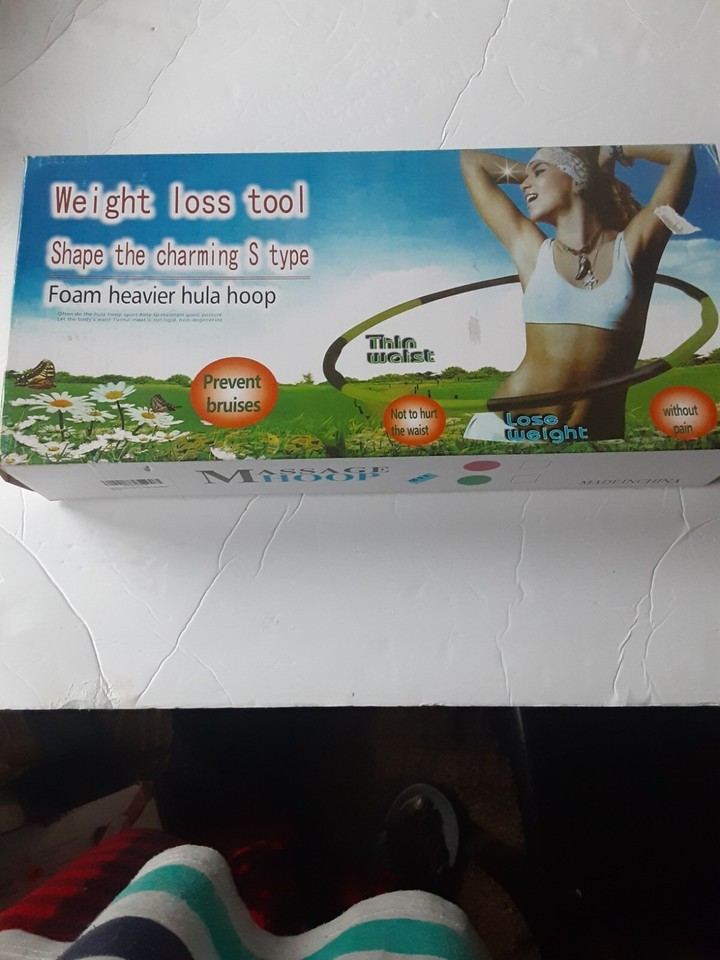 Weight loss tool
Shape the charming S type
Foam heavier hula hoop
Thin
waist
Prevent
bruises
Not to hurt
the waist
Lose
weight
without
pain
MASSAGE
HOOP
MADEINCHINA